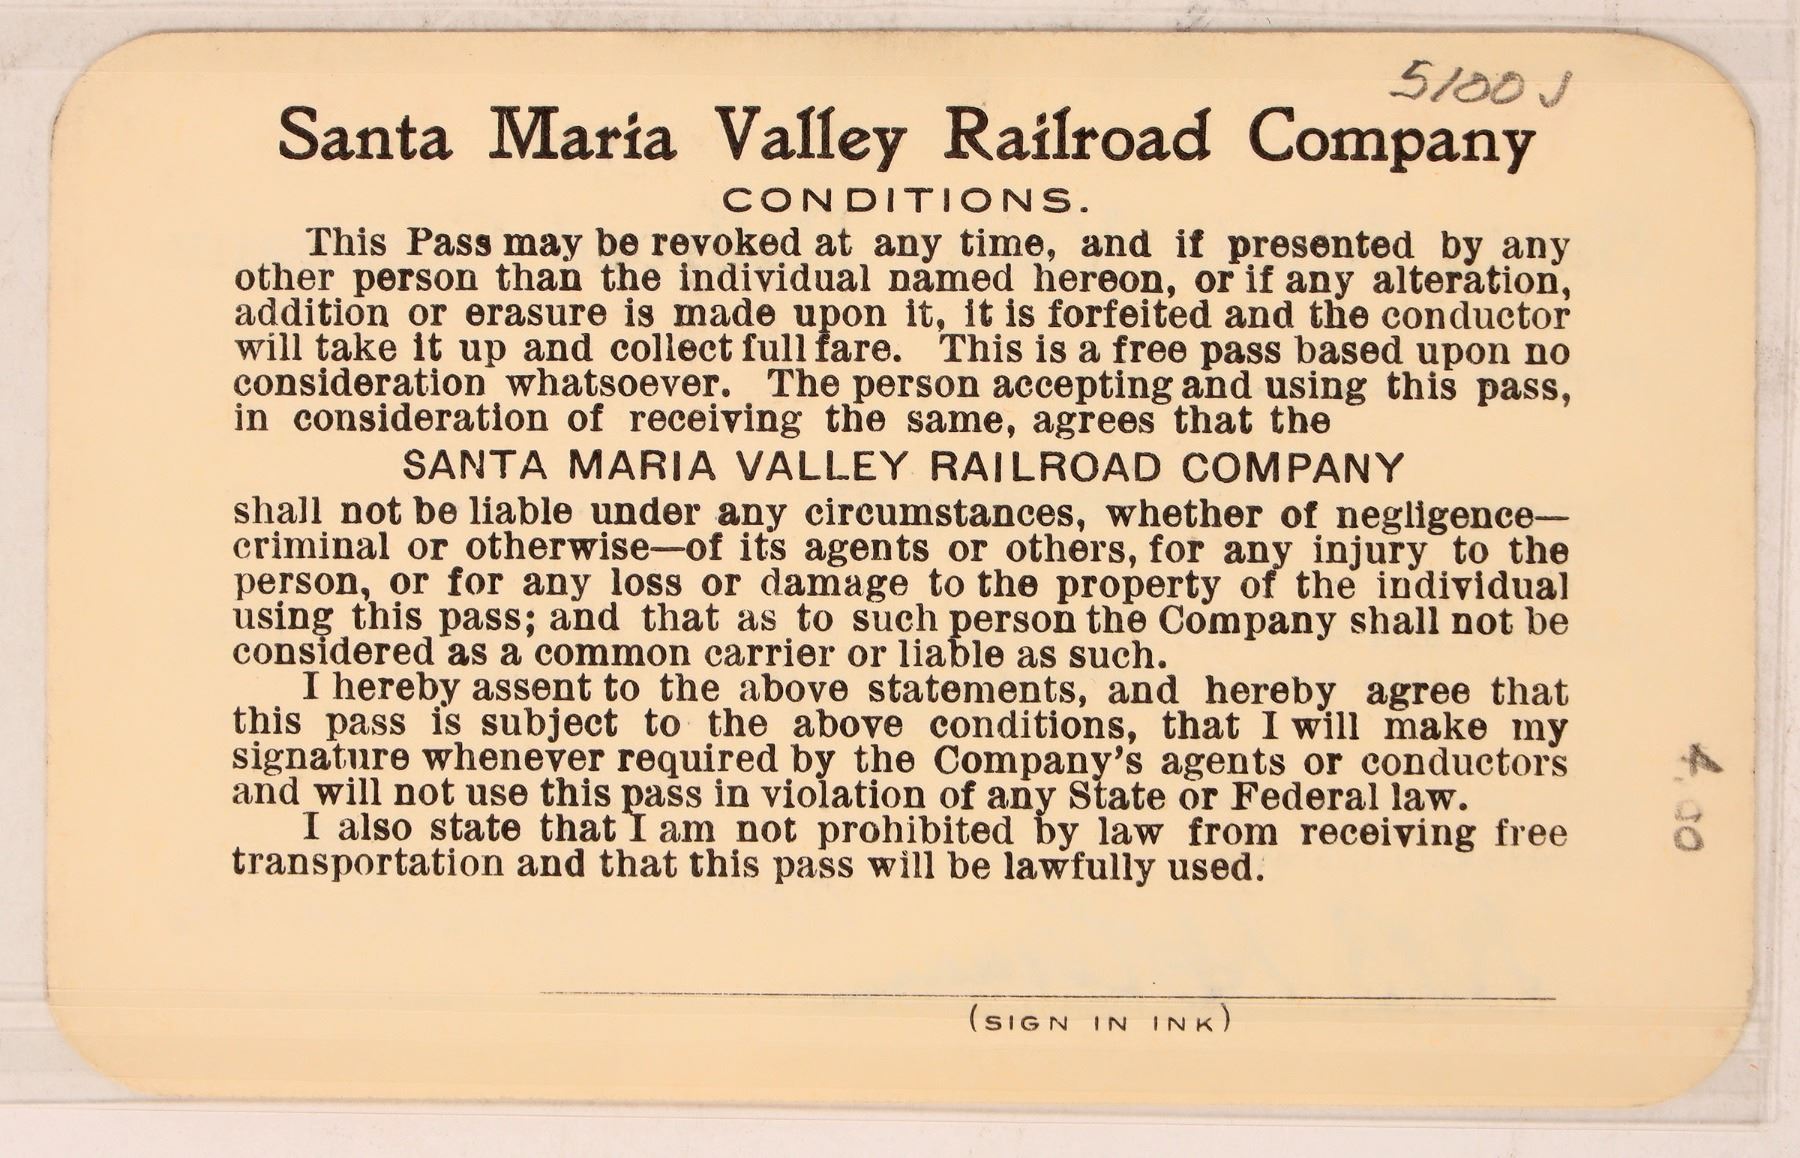 5100 J
Santa Maria Valley Railroad Company
CONDITIONS.
This Pass may be revoked at any time, and if presented by any
other person than the individual named hereon, or if any alteration,
addition or erasure is made upon it, it is forfeited and the conductor
will take it up and collect full fare. This is a free pass based upon no
consideration whatsoever. The person accepting and using this pass,
in consideration of receiving the same, agrees that the
SANTA MARIA VALLEY RAILROAD COMPANY
shall not be liable under any circumstances, whether of negligence—
criminal or otherwise—of its agents or others, for any injury to the
person, or for any loss or damage to the property of the individual
using this pass; and that as to such person the Company shall not be
considered as a common carrier or liable as such.
I hereby assent to the above statements, and hereby agree that
this pass is subject to the above conditions, that I will make my
signature whenever required by the Company's agents or conductors
and will not use this pass in violation of any State or Federal law.
I also state that I am not prohibited by law from receiving free
transportation and that this pass will be lawfully used.
(SIGN IN INK)
4.00